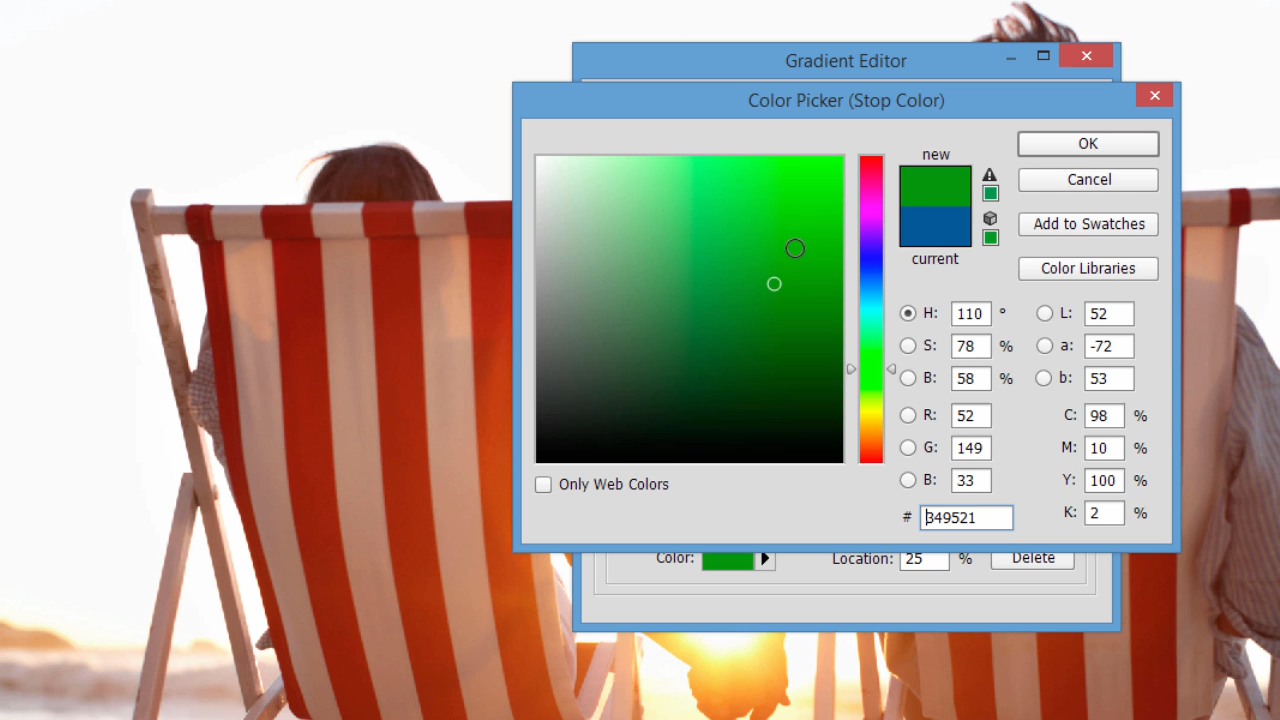 Gradient Editor
Color Picker (Stop Color)
new
current
OK
Cancel
Add to Swatches
Color Libraries
H: 110 °
S: 78 %
B: 58 %
R: 52
G: 149
B: 33
# 349521
L: 52
a: -72
b: 53
C: 98 %
M: 10 %
Y: 100 %
K: 2 %
Only Web Colors
Color:
Location: 25 %
Delete